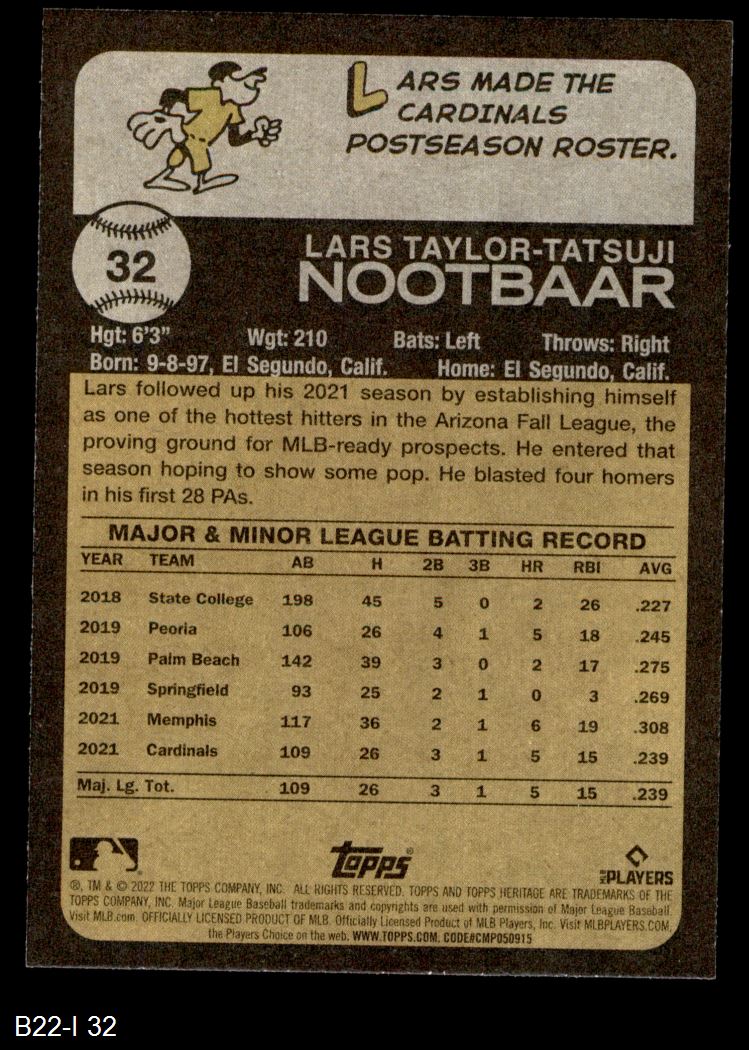 LARS MADE THE
CARDINALS
POSTSEASON ROSTER.
32
LARS TAYLOR-TATSUJI
NOOTBAAR
Hgt: 6'3" Wgt: 210 Bats: Left Throws: Right
Born: 9-8-97, El Segundo, Calif. Home: El Segundo, Calif.
Lars followed up his 2021 season by establishing himself
as one of the hottest hitters in the Arizona Fall League, the
proving ground for MLB-ready prospects. He entered that
season hoping to show some pop. He blasted four homers
in his first 28 PAs.
MAJOR & MINOR LEAGUE BATTING RECORD
YEAR TEAM AB H 2B 3B HR RBI AVG
2018 State College 198 45 5 0 2 26 .227
2019 Peoria 106 26 4 1 5 18 .245
2019 Palm Beach 142 39 3 0 2 17 .275
2019 Springfield 93 25 2 1 0 3 .269
2021 Memphis 117 36 2 1 6 19 .308
2021 Cardinals 109 26 3 1 5 15 .239
Maj. Lg. Tot. 109 26 3 1 5 15 .239
Topps® MLB PLAYERS
®, TM & © 2022 THE TOPPS COMPANY, INC. ALL RIGHTS RESERVED. TOPPS AND TOPPS HERITAGE ARE TRADEMARKS OF THE
TOPPS COMPANY, INC. Major League Baseball trademarks and copyrights are used with permission of Major League Baseball.
Visit MLB.com. OFFICIALLY LICENSED PRODUCT OF MLB. Officially Licensed Product of MLB Players, Inc. Visit MLBPLAYERS.COM,
the Players Choice on the web. WWW.TOPPS.COM. CODE#CMP050915
B22-I 32